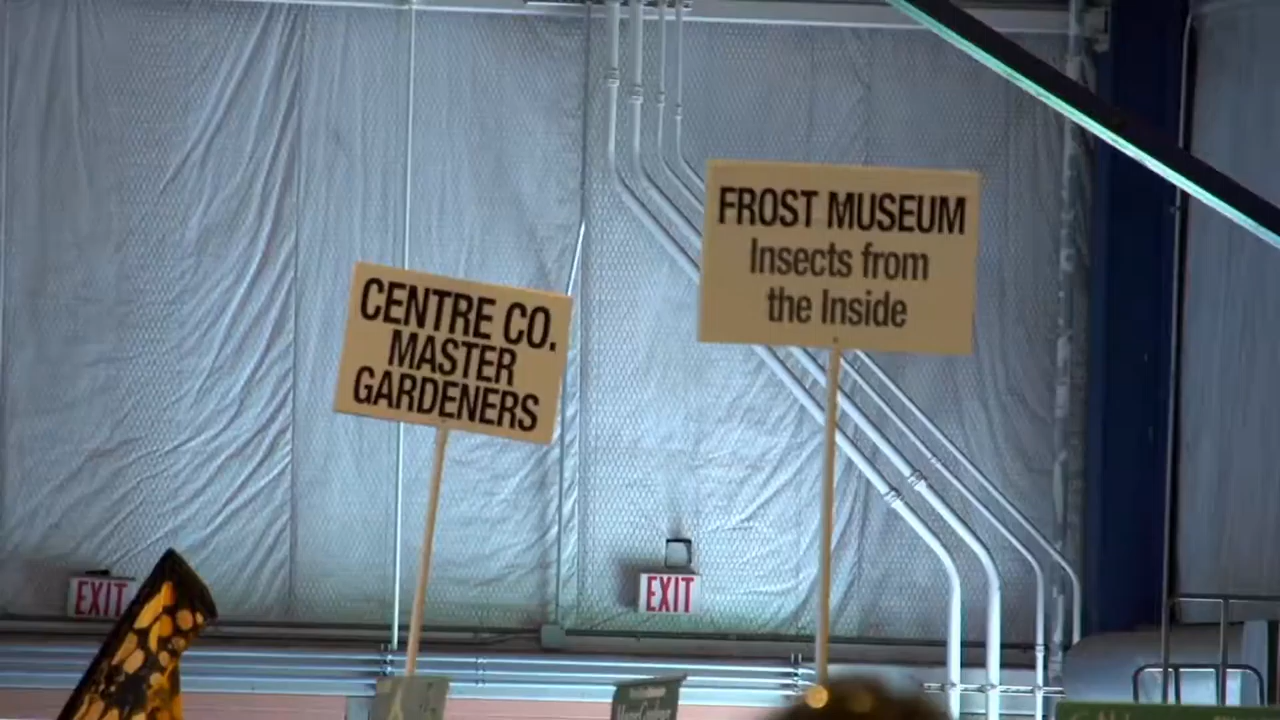 FROST MUSEUM
Insects from
the Inside
CENTRE CO.
MASTER
GARDENERS
EXIT
EXIT